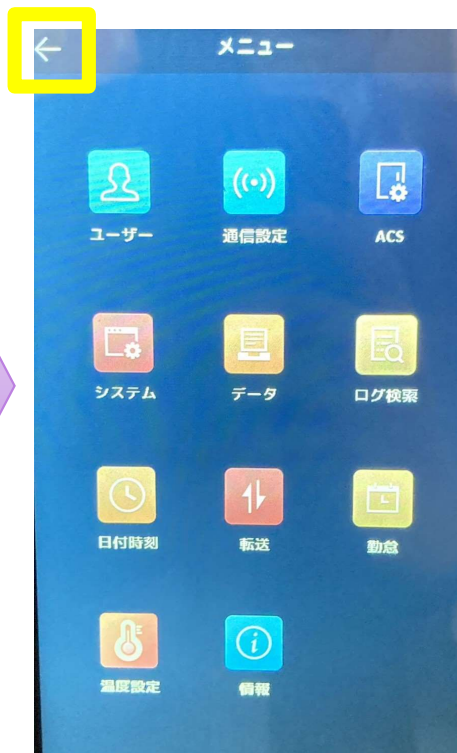 メニュー
ユーザー 通信設定 ACS
システム データ ログ検索
日付時刻 転送 勤怠
温度設定 情報